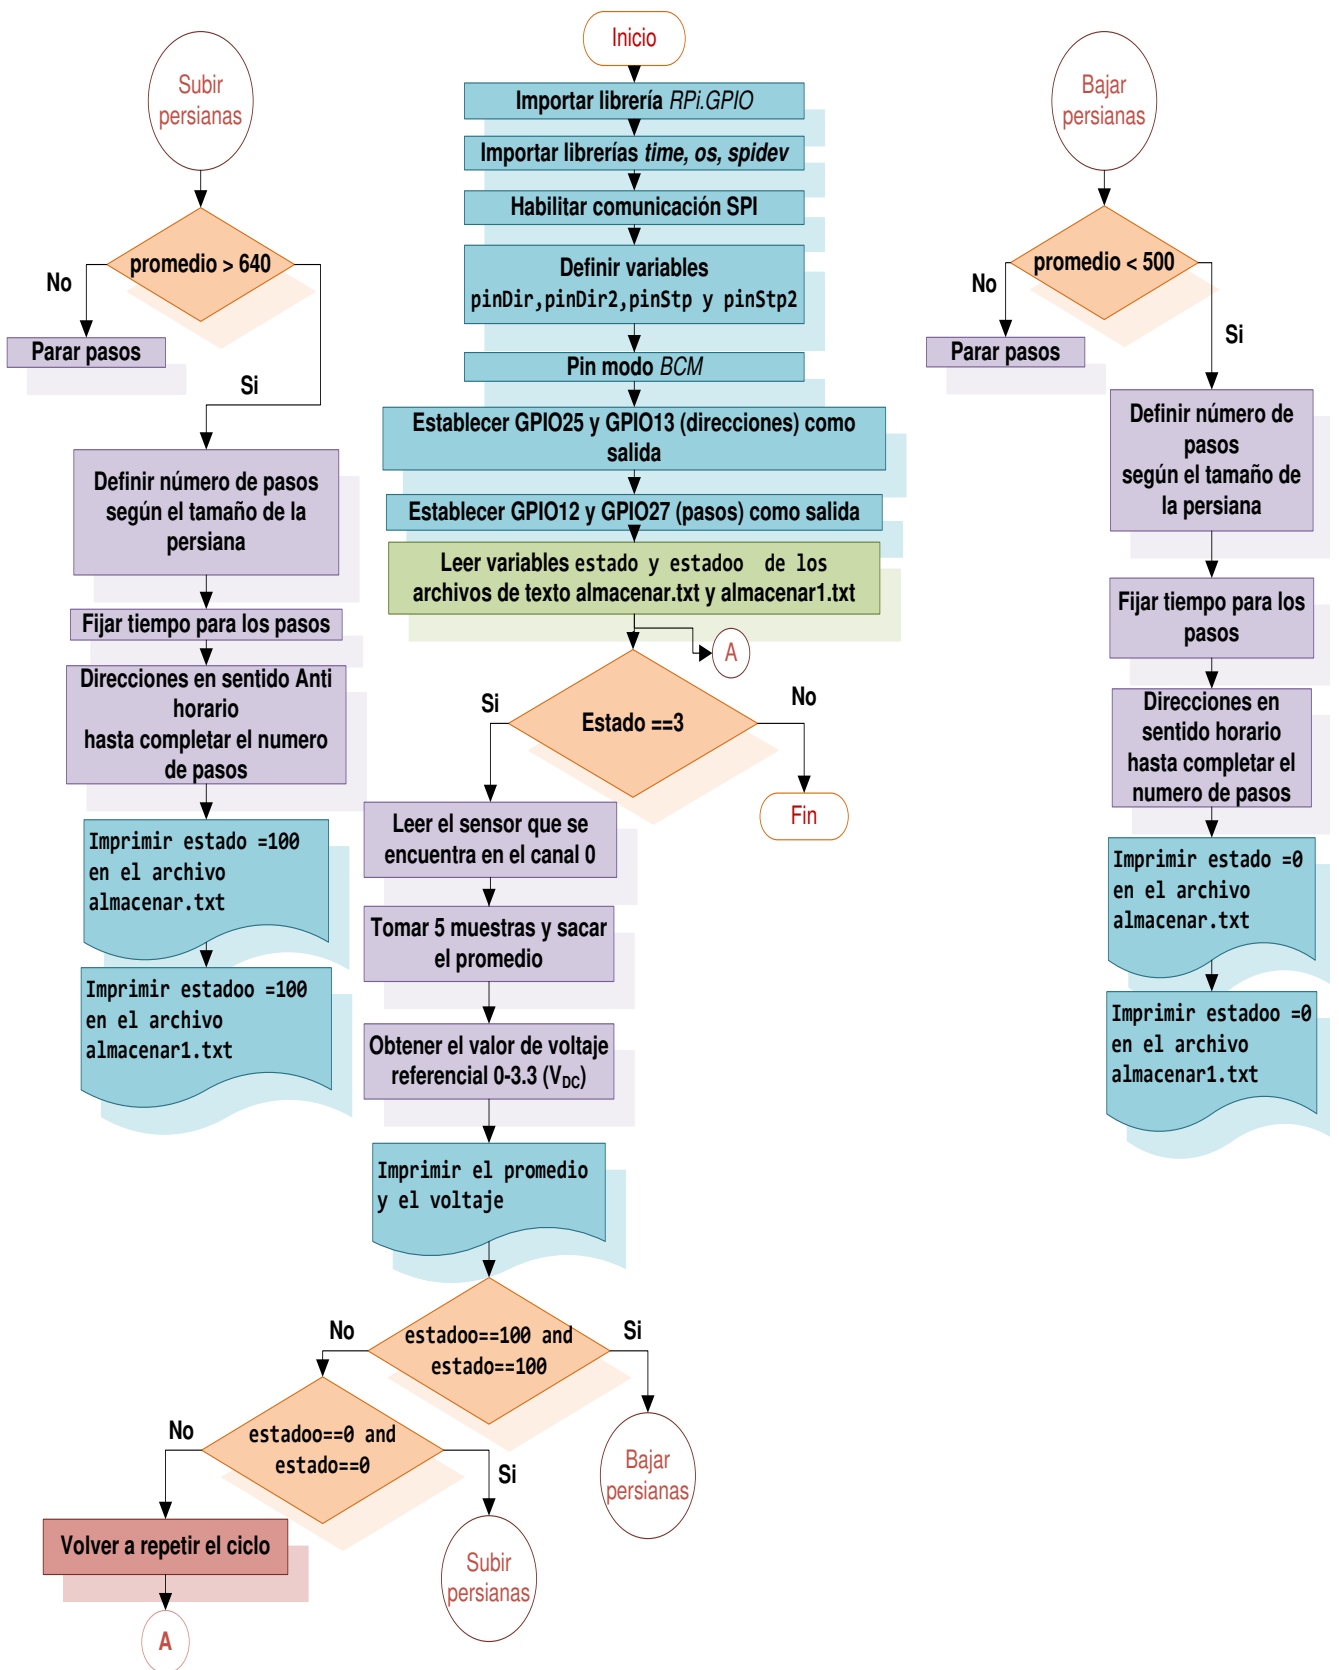 Subir
persianas
promedio > 640
No
Parar pasos
Si
Definir número de pasos
según el tamaño de la
persiana
Fijar tiempo para los pasos
Direcciones en sentido Anti
horario
hasta completar el numero
de pasos
Imprimir estado =100
en el archivo
almacenar.txt
Imprimir estadoo =100
en el archivo
almacenar1.txt
Inicio
Importar librería RPi.GPIO
Importar librerías time, os, spidev
Habilitar comunicación SPI
Definir variables
pinDir,pinDir2,pinStp y pinStp2
Pin modo BCM
Establecer GPIO25 y GPIO13 (direcciones) como
salida
Establecer GPIO12 y GPIO27 (pasos) como salida
Leer variables estado y estadoo de los
archivos de texto almacenar.txt y almacenar1.txt
A
Si
No
Estado ==3
Fin
Leer el sensor que se
encuentra en el canal 0
Tomar 5 muestras y sacar
el promedio
Obtener el valor de voltaje
referencial 0-3.3 (VDC)
Imprimir el promedio
y el voltaje
No
estadoo==100 and
estado==100
Si
No
estadoo==0 and
estado==0
Si
Bajar
persianas
Volver a repetir el ciclo
Subir
persianas
A
Bajar
persianas
promedio < 500
No
Si
Parar pasos
Definir número de
pasos
según el tamaño de
la persiana
Fijar tiempo para los
pasos
Direcciones en
sentido horario
hasta completar el
numero de pasos
Imprimir estado =0
en el archivo
almacenar.txt
Imprimir estadoo =0
en el archivo
almacenar1.txt